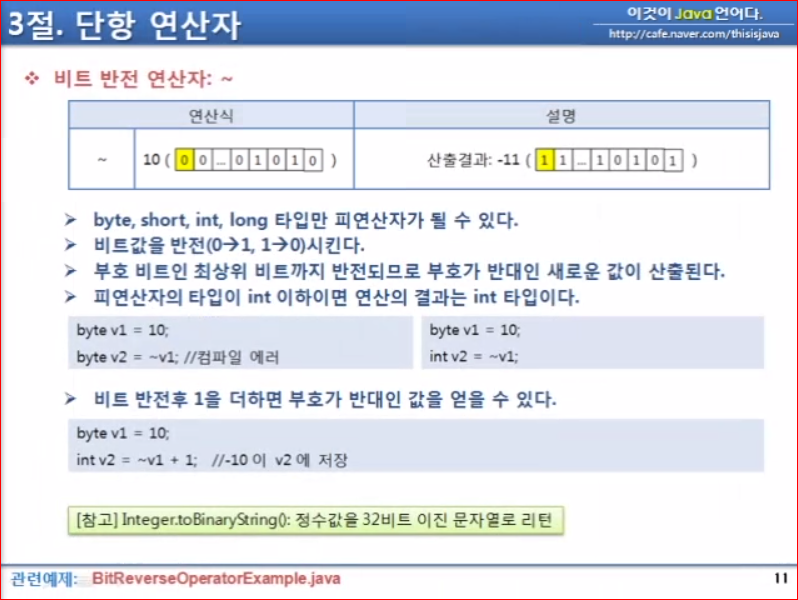 3절. 단항 연산자
이것이 Java 언어다.
http://cafe.naver.com/thisisjava
❖ 비트 반전 연산자: ~
연산식 설명
~ 10 ( 0 0 ... 0 1 0 1 0 ) 산출결과: -11 ( 1 1 ... 1 0 1 0 1 )
➢ byte, short, int, long 타입만 피연산자가 될 수 있다.
➢ 비트값을 반전(0→1, 1→0)시킨다.
➢ 부호 비트인 최상위 비트까지 반전되므로 부호가 반대인 새로운 값이 산출된다.
➢ 피연산자의 타입이 int 이하이면 연산의 결과는 int 타입이다.
byte v1 = 10;
byte v2 = ~v1; //컴파일 에러
byte v1 = 10;
int v2 = ~v1;
➢ 비트 반전후 1을 더하면 부호가 반대인 값을 얻을 수 있다.
byte v1 = 10;
int v2 = ~v1 + 1; //-10 이 v2 에 저장
[참고] Integer.toBinaryString(): 정수값을 32비트 이진 문자열로 리턴
관련예제: BitReverseOperatorExample.java
11